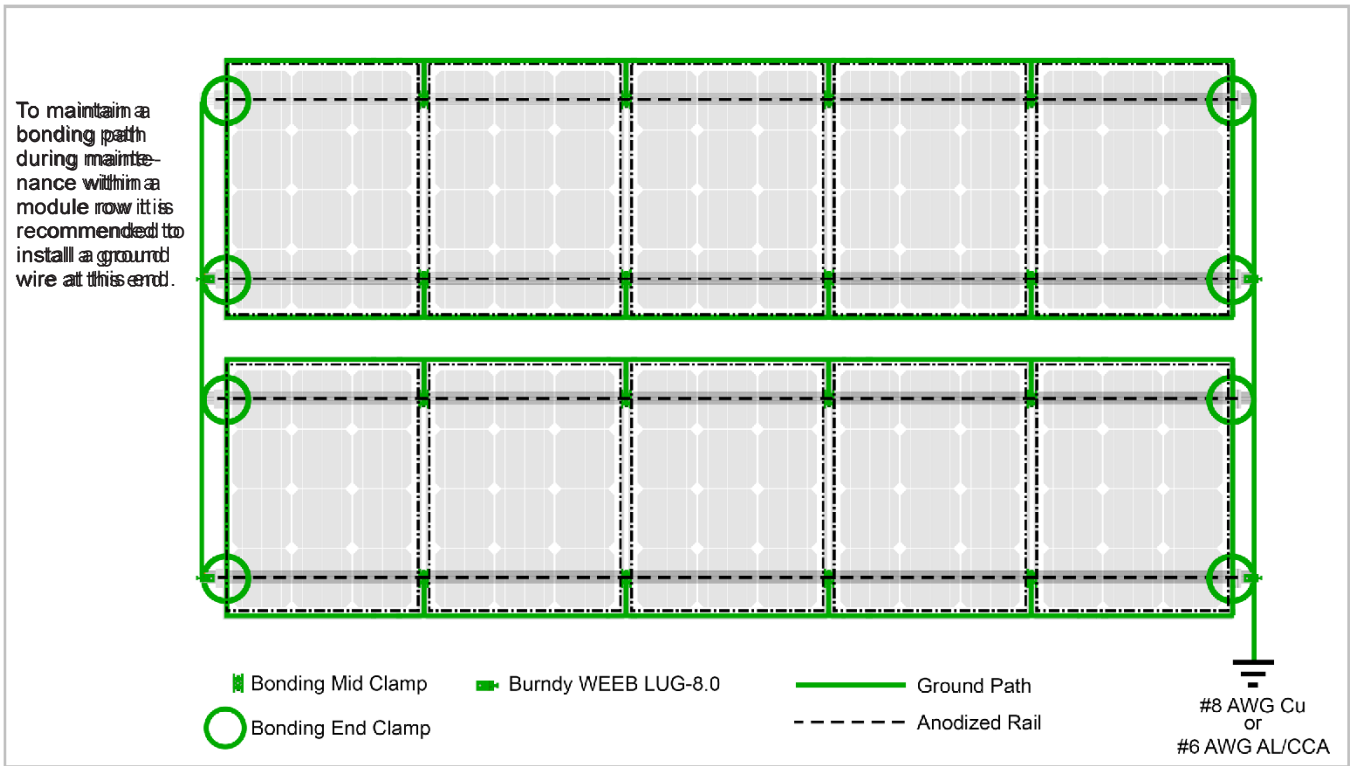 To maintain a
bonding path
during mainte-
nance within a
module row it is
recommended to
install a ground
wire at this end.
Bonding Mid Clamp
Burndy WEEB LUG-8.0
Ground Path
Bonding End Clamp
Anodized Rail
#8 AWG Cu
or
#6 AWG AL/CCA